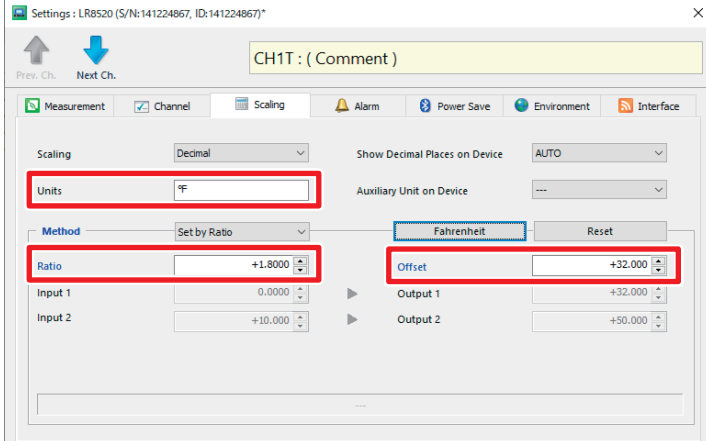 Settings : LR8520 (S/N:141224867, ID:141224867)*
Prev. Ch. Next Ch.
CH1T : ( Comment )
Measurement Channel Scaling Alarm Power Save Environment Interface
Scaling Decimal Show Decimal Places on Device AUTO
Units °F Auxiliary Unit on Device ---
Method Set by Ratio Fahrenheit Reset
Ratio +1.8000 Offset +32.000
Input 1 0.0000 Output 1 +32.000
Input 2 +10.000 Output 2 +50.000
---